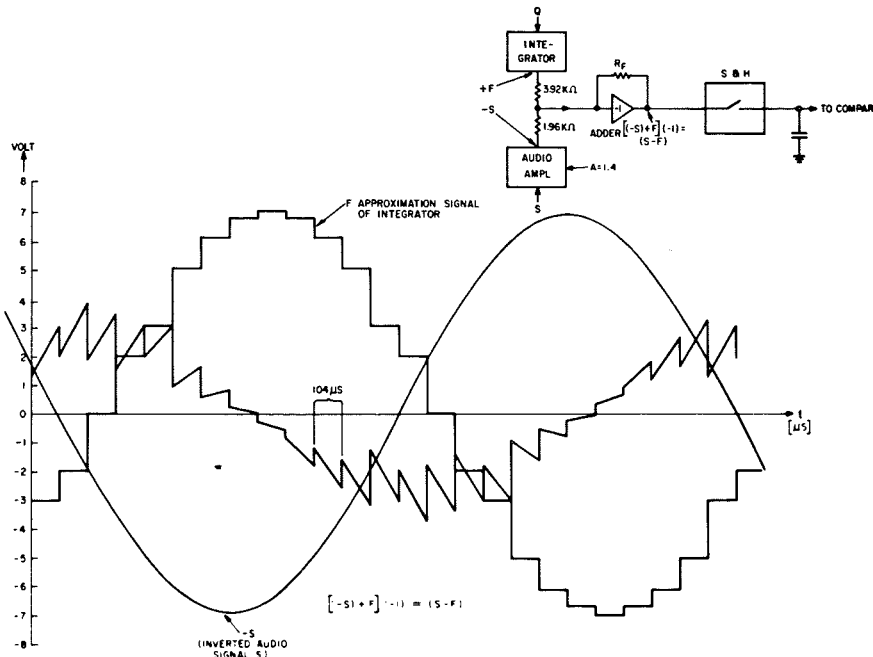 Q
INTE-
GRATOR
+F
3.92KΩ
-S
1.96KΩ
RF
-1
ADDER [(-S)+F] (-1) =
(S-F)
S & H
TO COMPAR
AUDIO
AMPL
A=1.4
S
VOLT
8
7
6
5
4
3
2
1
0
-1
-2
-3
-4
-5
-6
-7
-8
F APPROXIMATION SIGNAL
OF INTEGRATOR
104 µS
t
[µS]
[(-S)+F] (-1) = (S-F)
-S
(INVERTED AUDIO
SIGNAL S)